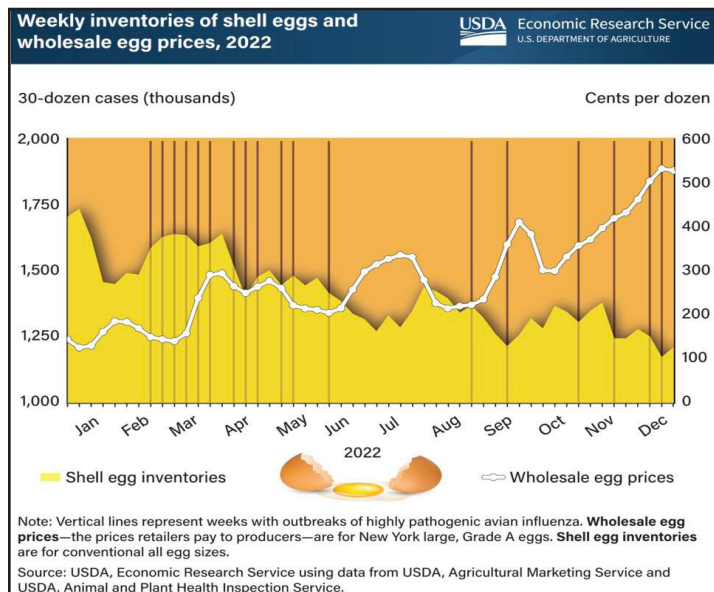 Weekly inventories of shell eggs and
wholesale egg prices, 2022
USDA Economic Research Service
U.S. DEPARTMENT OF AGRICULTURE
30-dozen cases (thousands)
Cents per dozen
2,000
1,750
1,500
1,250
1,000
600
500
400
300
200
100
0
Jan Feb Mar Apr May Jun Jul Aug Sep Oct Nov Dec
2022
Shell egg inventories
Wholesale egg prices
Note: Vertical lines represent weeks with outbreaks of highly pathogenic avian influenza. Wholesale egg
prices—the prices retailers pay to producers—are for New York large, Grade A eggs. Shell egg inventories
are for conventional all egg sizes.
Source: USDA, Economic Research Service using data from USDA, Agricultural Marketing Service and
USDA, Animal and Plant Health Inspection Service.